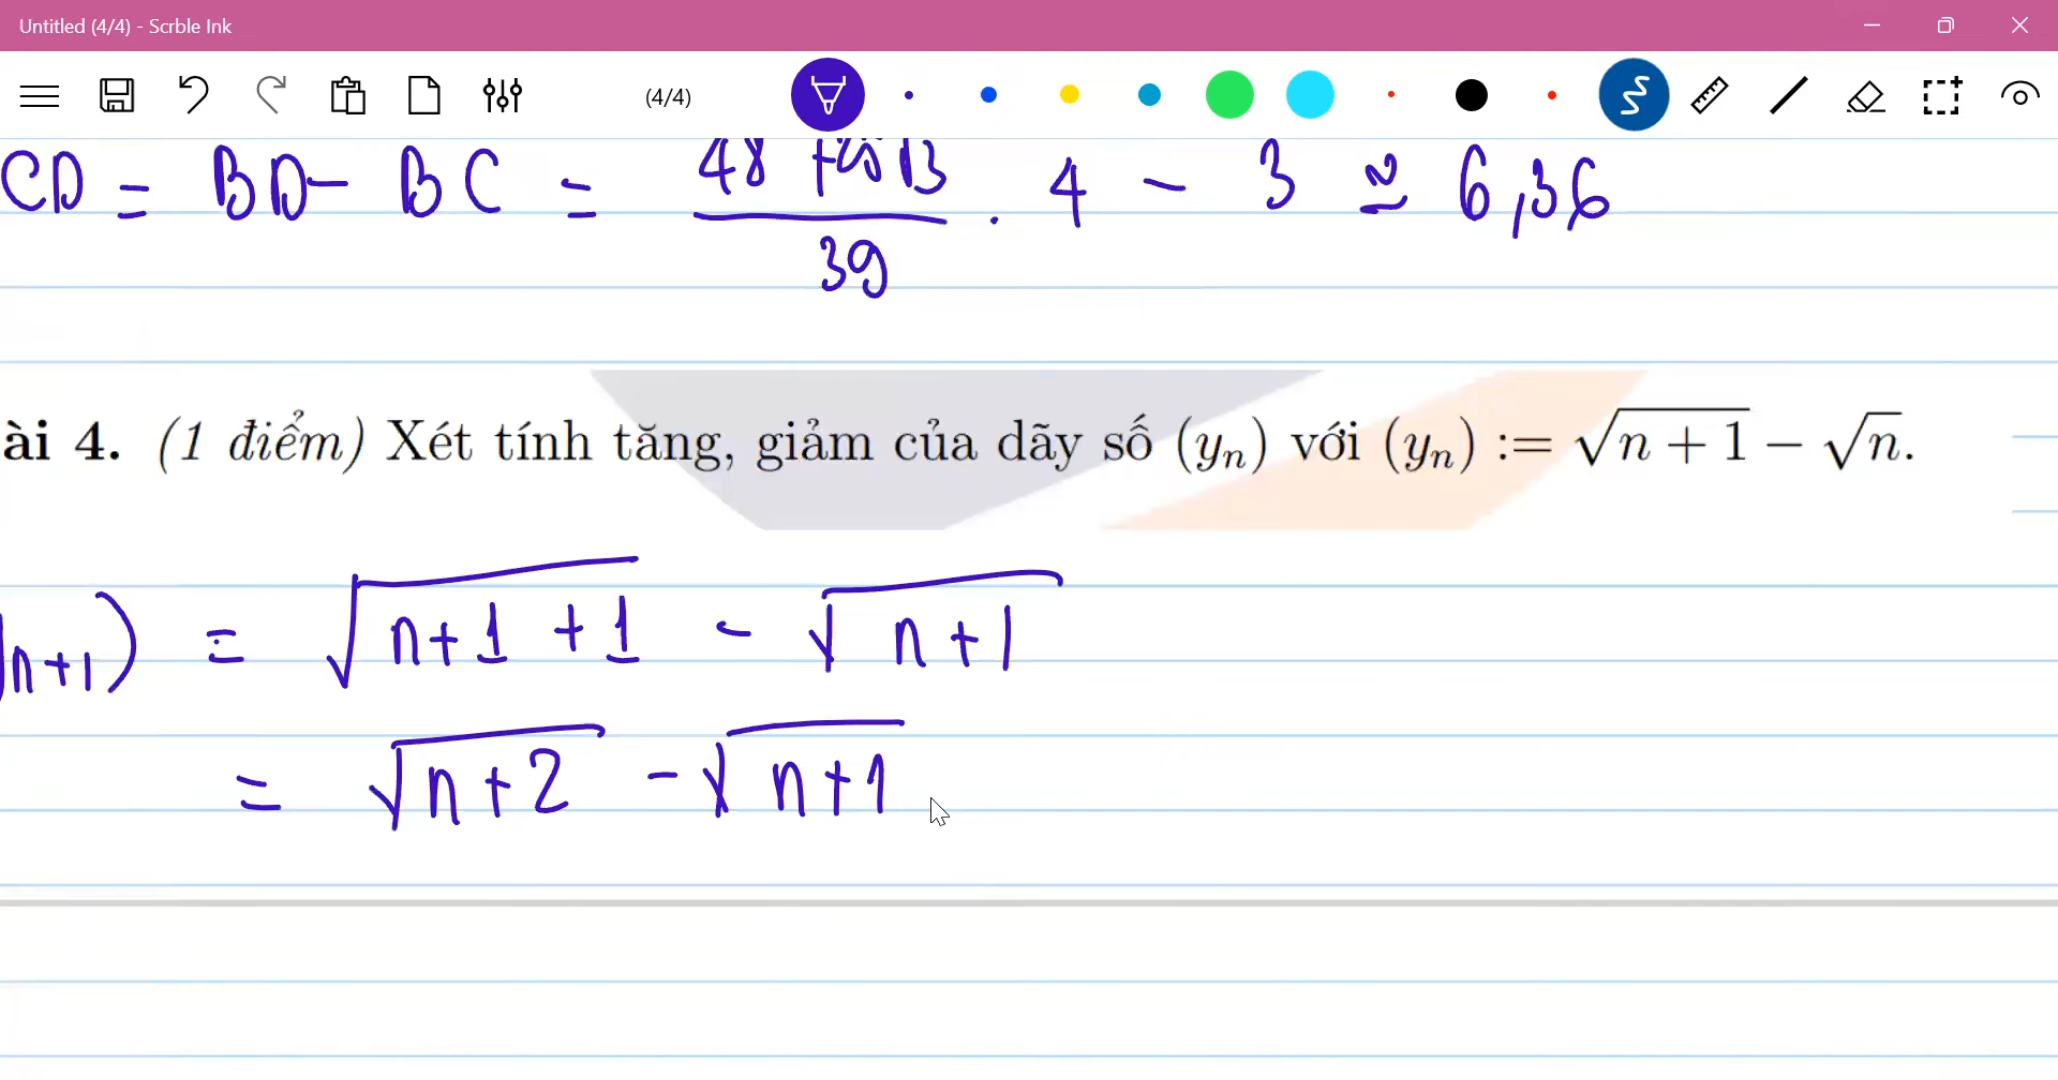 Untitled (4/4) - Scrble Ink
(4/4)
CD = BD - BC = 48 + √13 / 39 . 4 - 3 ≈ 6,36
ài 4. (1 điểm) Xét tính tăng, giảm của dãy số (yₙ) với (yₙ) := √(n + 1) − √n.
n+1) = √(n+1+1) - √(n+1)
= √(n+2) - √(n+1)